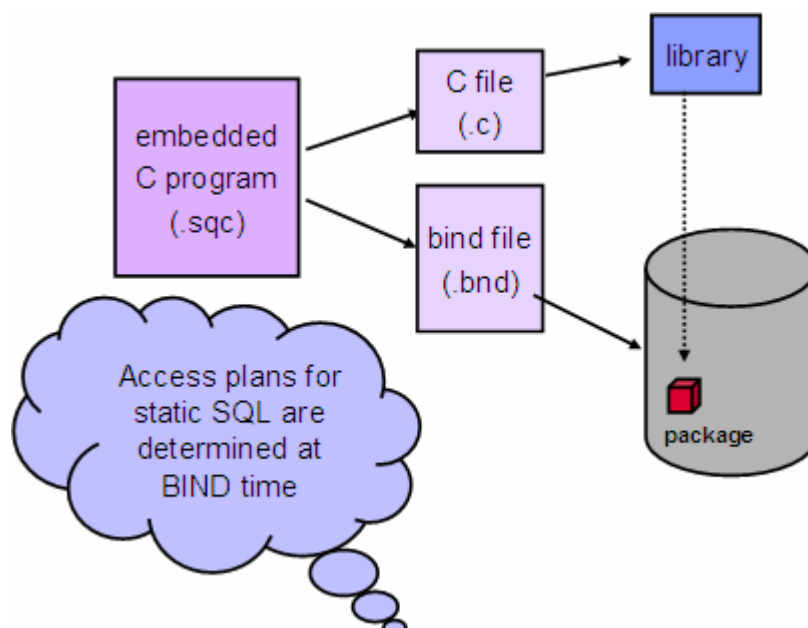 embedded
C program
(.sqc)
C file
(.c)
library
bind file
(.bnd)
package
Access plans for
static SQL are
determined at
BIND time